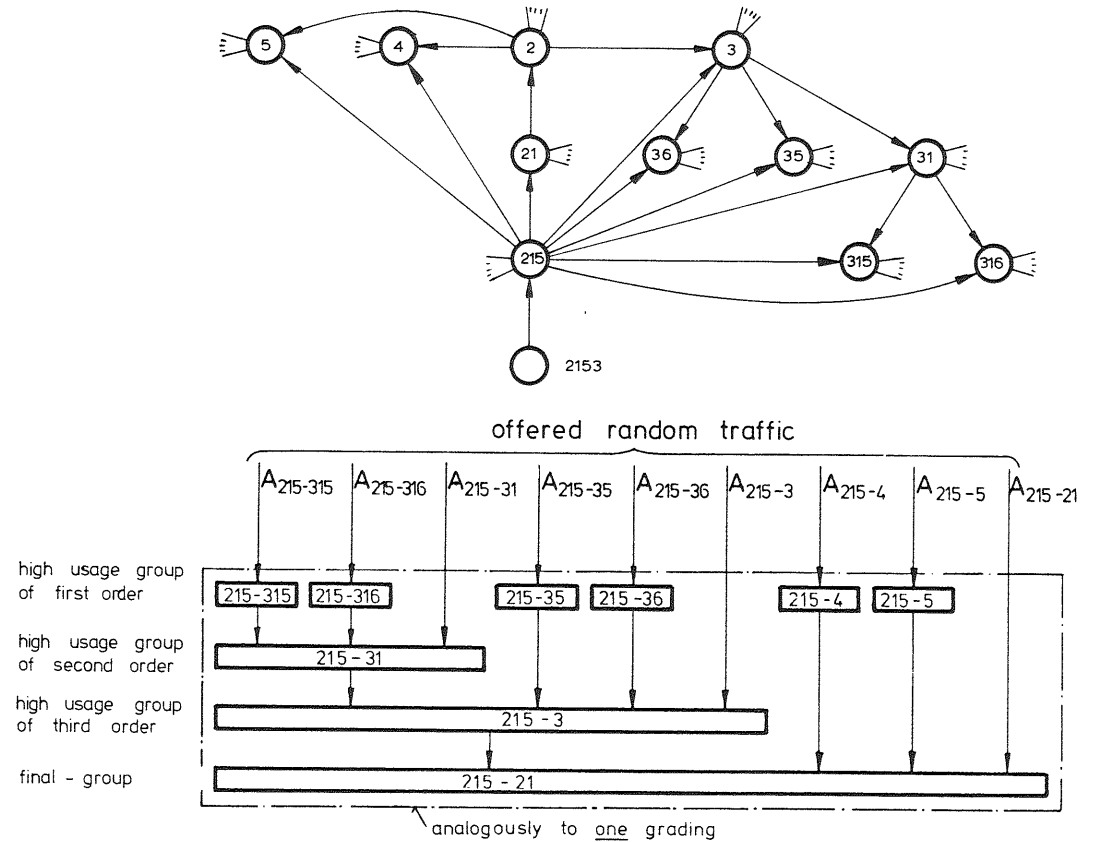 5
4
2
3
21
36
35
31
215
315
316
2153
offered random traffic
A215-315
A215-316
A215-31
A215-35
A215-36
A215-3
A215-4
A215-5
A215-21
high usage group
of first order
215-315
215-316
215-35
215-36
215-4
215-5
high usage group
of second order
215-31
high usage group
of third order
215-3
final - group
215-21
analogously to one grading